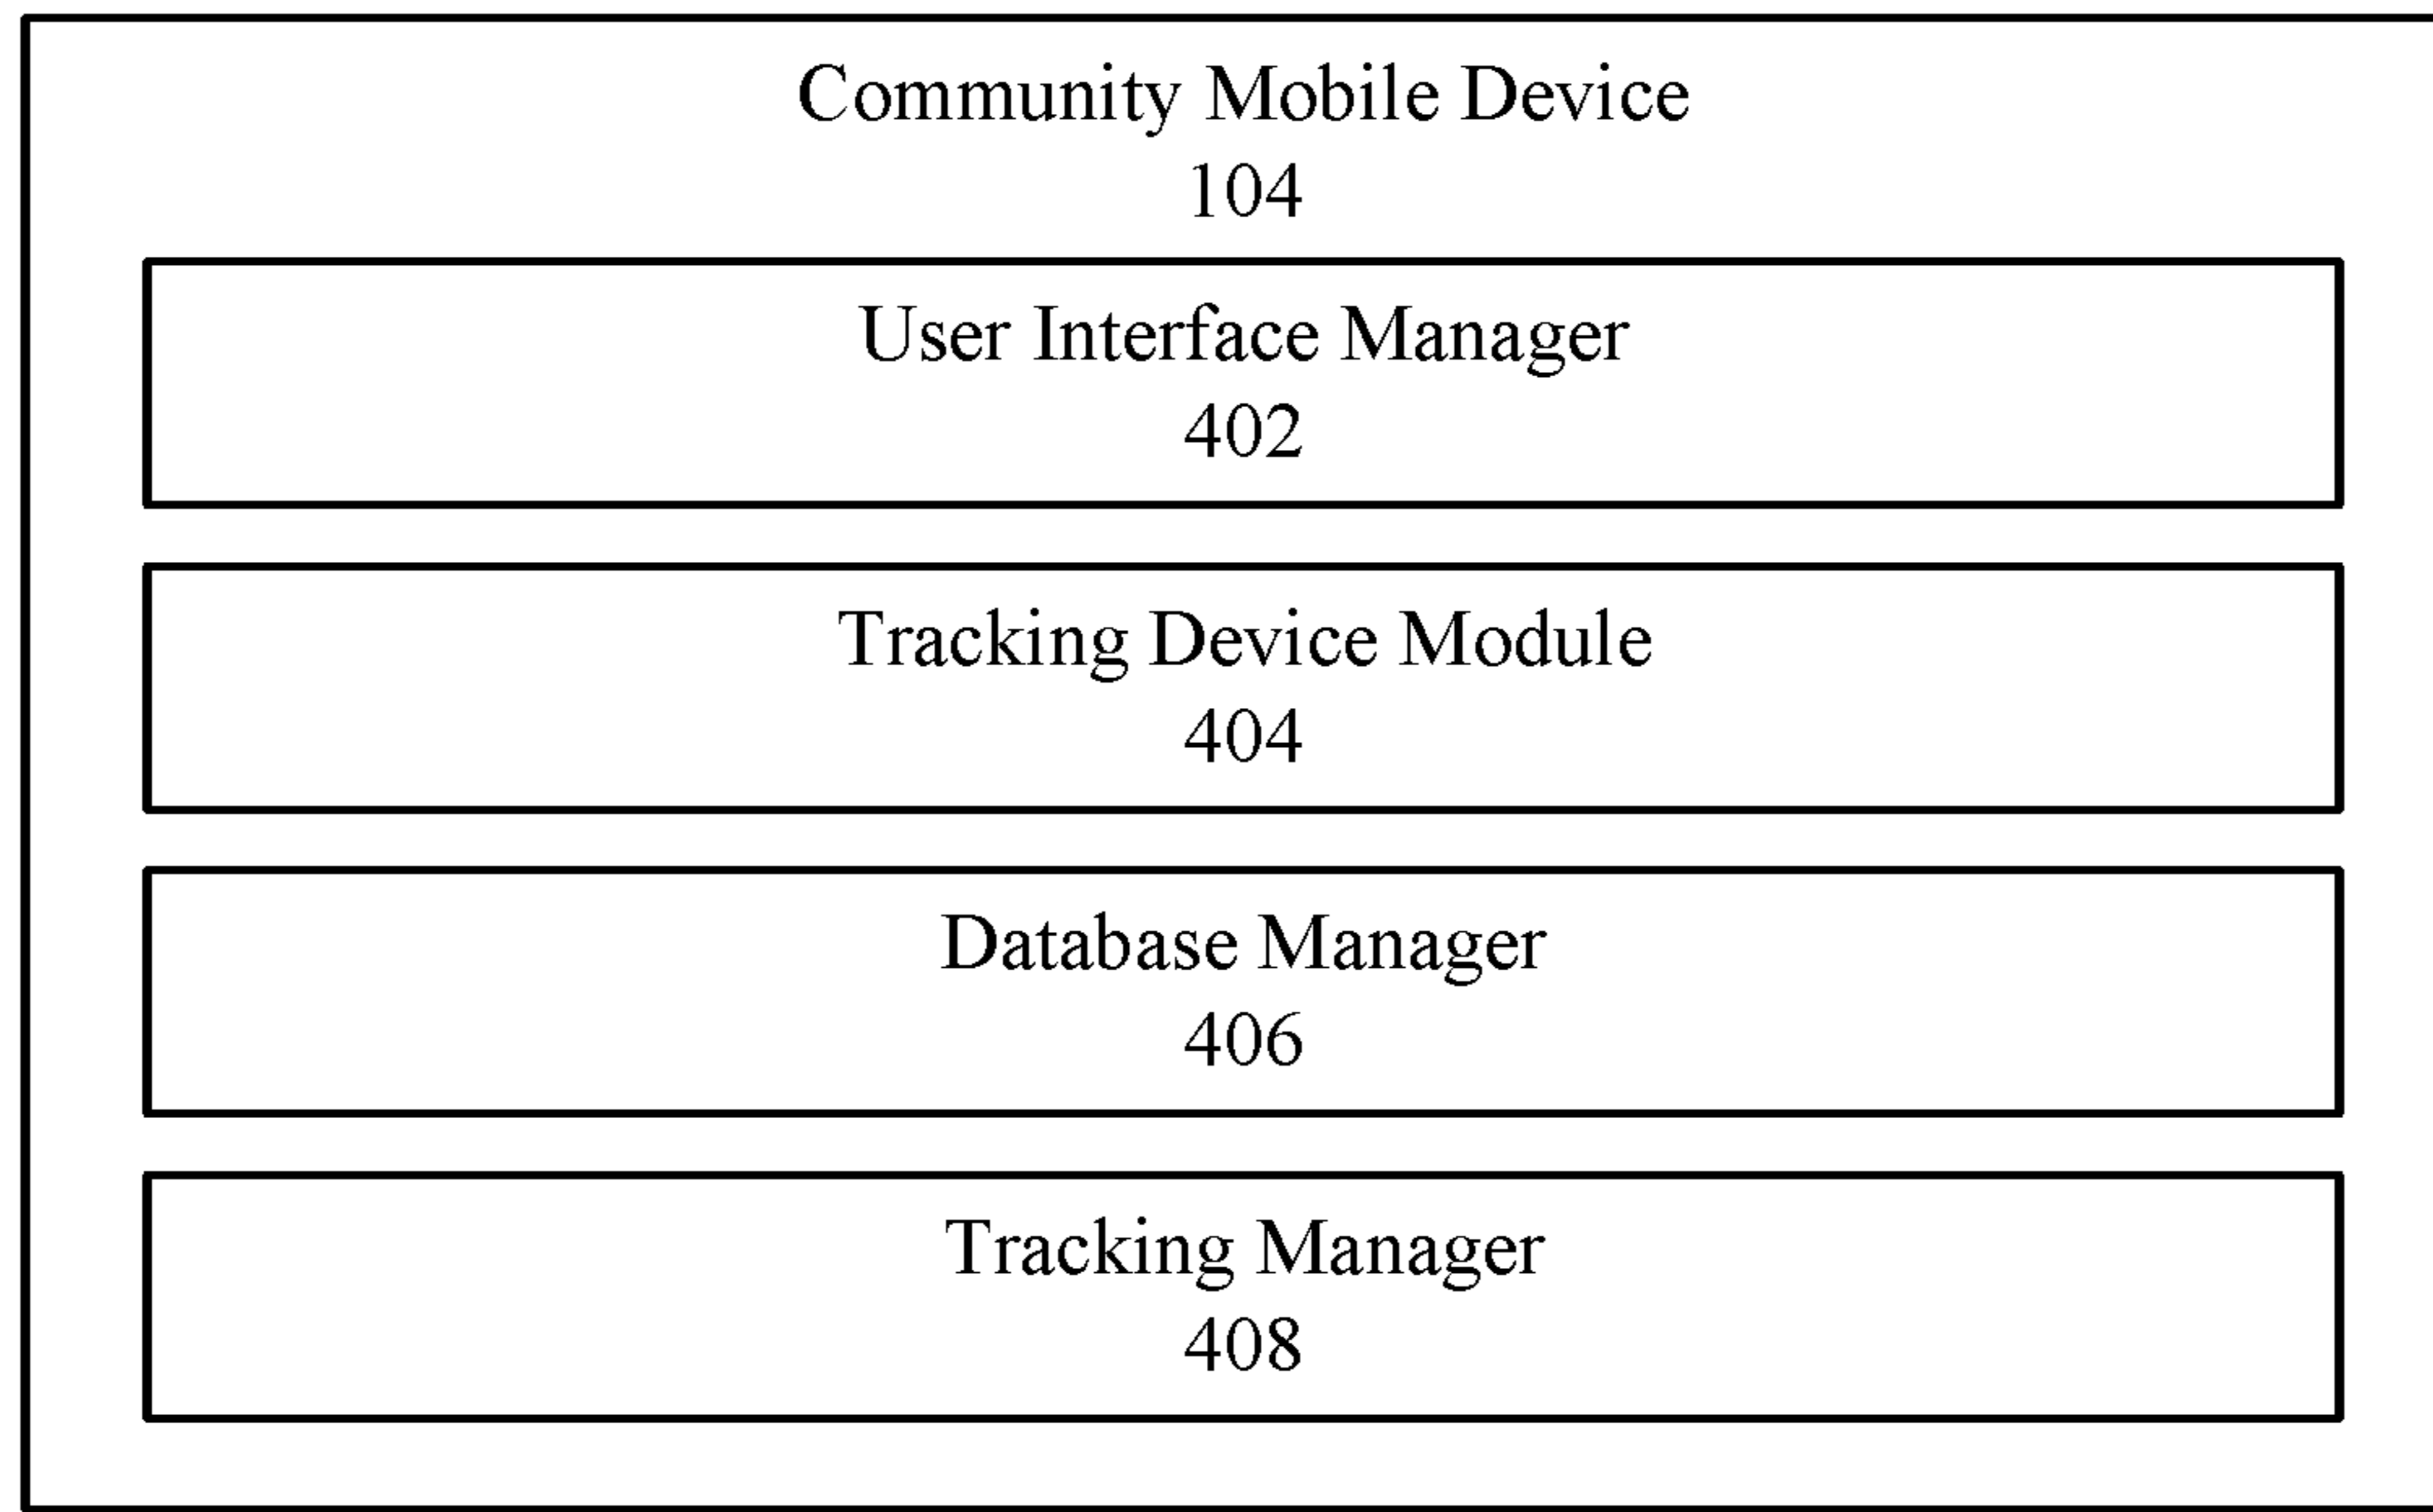 Community Mobile Device
104
User Interface Manager
402
Tracking Device Module
404
Database Manager
406
Tracking Manager
408